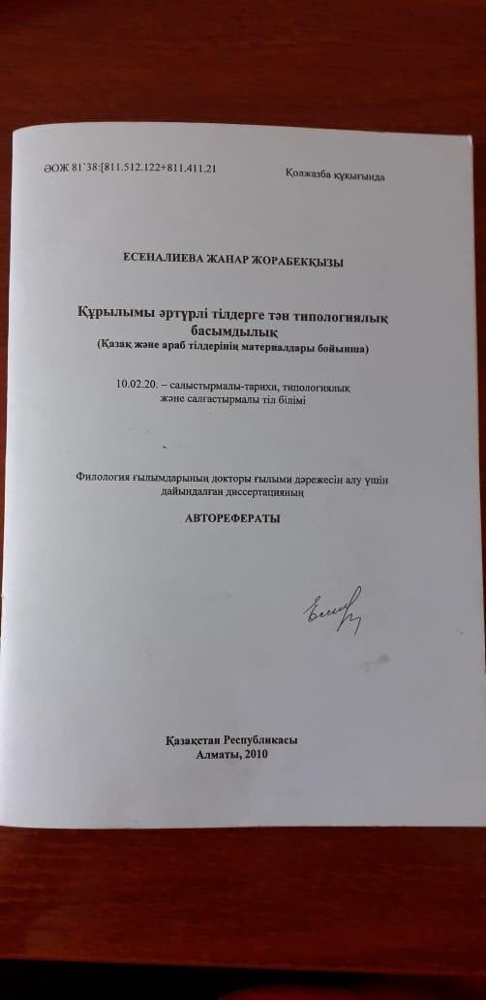 ӘОЖ 81`38:[811.512.122+811.411.21
Қолжазба құқығында
ЕСЕНАЛИЕВА ЖАНАР ЖОРАБЕКҚЫЗЫ
Құрылымы әртүрлі тілдерге тән типологиялық
басымдылық
(Қазақ және араб тілдерінің материалдары бойынша)
10.02.20. – салыстырмалы-тарихи, типологиялық
және салғастырмалы тіл білімі
Филология ғылымдарының докторы ғылыми дәрежесін алу үшін
дайындалған диссертацияның
АВТОРЕФЕРАТЫ
Қазақстан Республикасы
Алматы, 2010